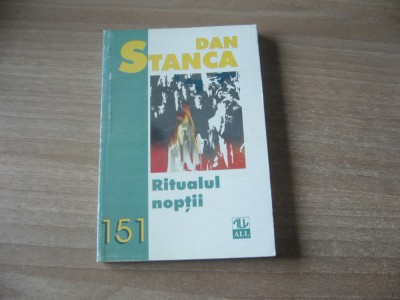 DAN
STANCA
Ritualul
nopții
151
ALL